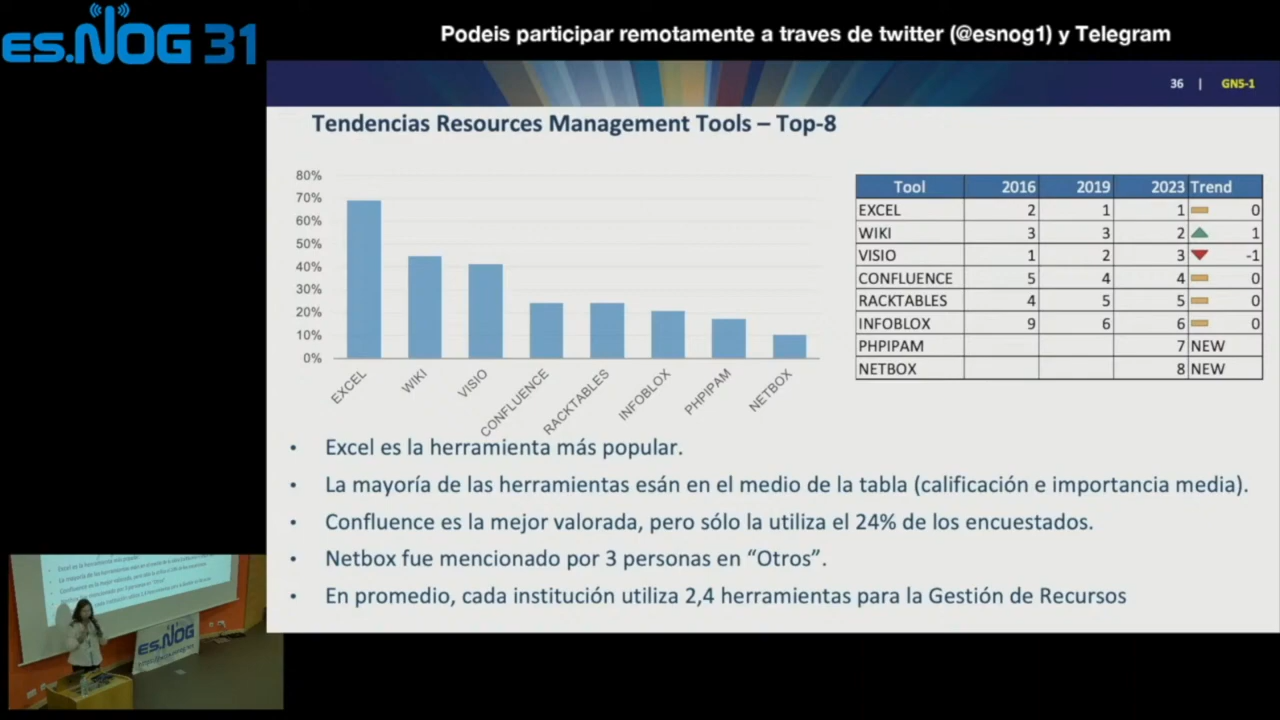 es.NOG 31
Podeis participar remotamente a traves de twitter (@esnog1) y Telegram
36 | GN5-1
Tendencias Resources Management Tools – Top-8
80%
70%
60%
50%
40%
30%
20%
10%
0%
EXCEL
WIKI
VISIO
CONFLUENCE
RACKTABLES
INFOBLOX
PHPIPAM
NETBOX
Tool 2016 2019 2023 Trend
EXCEL 2 1 1 0
WIKI 3 3 2 1
VISIO 1 2 3 -1
CONFLUENCE 5 4 4 0
RACKTABLES 4 5 5 0
INFOBLOX 9 6 6 0
PHPIPAM 7 NEW
NETBOX 8 NEW
• Excel es la herramienta más popular.
• La mayoría de las herramientas esán en el medio de la tabla (calificación e importancia media).
• Confluence es la mejor valorada, pero sólo la utiliza el 24% de los encuestados.
• Netbox fue mencionado por 3 personas en “Otros”.
• En promedio, cada institución utiliza 2,4 herramientas para la Gestión de Recursos
es.NOG